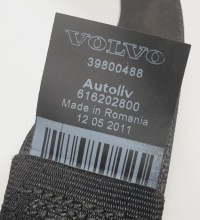 VOLVO
39800488
Autoliv
616202800
Made in Romania
12 05 2011